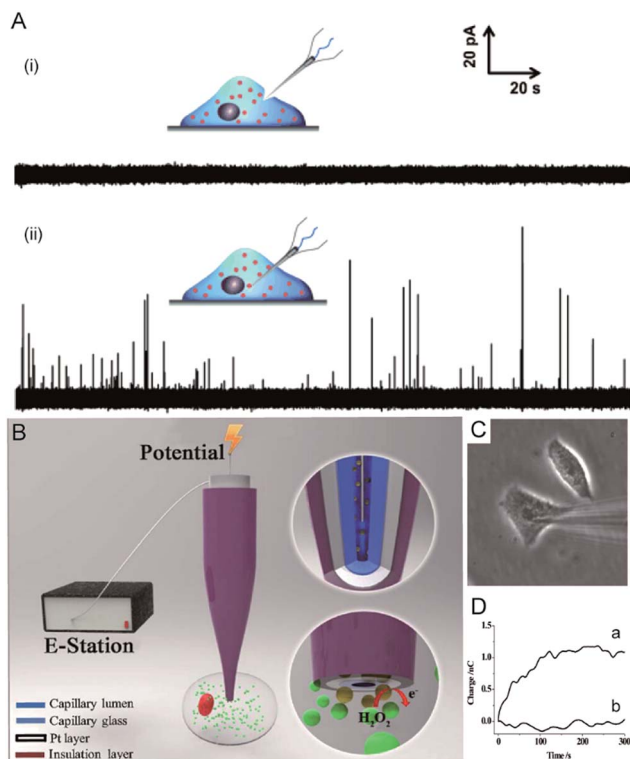 A
(i)
20 pA
20 s
(ii)
B
Potential
E-Station
Capillary lumen
Capillary glass
Pt layer
Insulation layer
e⁻
H₂O₂
C
D
Charge /nC
1.5
1.0
0.5
0.0
a
b
0 100 200 300
Time /s